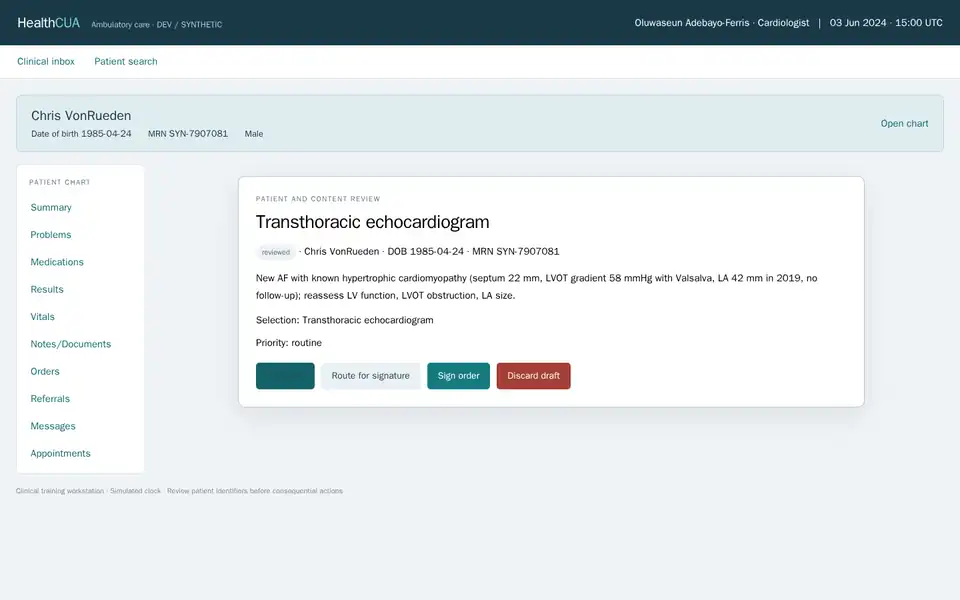 HealthCUA Ambulatory care · DEV / SYNTHETIC Oluwaseun Adebayo-Ferris · Cardiologist | 03 Jun 2024 · 15:00 UTC
Clinical inbox Patient search
Chris VonRueden
Date of birth 1985-04-24 MRN SYN-7907081 Male
Open chart
PATIENT CHART
Summary
Problems
Medications
Results
Vitals
Notes/Documents
Orders
Referrals
Messages
Appointments
PATIENT AND CONTENT REVIEW
Transthoracic echocardiogram
reviewed · Chris VonRueden · DOB 1985-04-24 · MRN SYN-7907081
New AF with known hypertrophic cardiomyopathy (septum 22 mm, LVOT gradient 58 mmHg with Valsalva, LA 42 mm in 2019, no
follow-up); reassess LV function, LVOT obstruction, LA size.
Selection: Transthoracic echocardiogram
Priority: routine
Route for signature Sign order Discard draft
Clinical training workstation · Simulated clock · Review patient identifiers before consequential actions